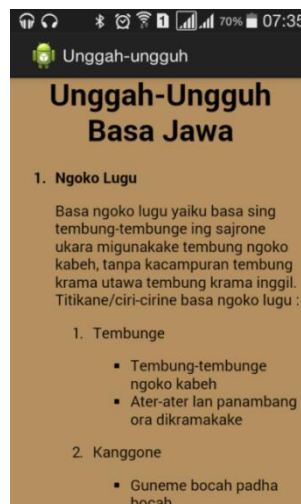 1 70% 07:35
Unggah-ungguh
Unggah-Ungguh
Basa Jawa
1. Ngoko Lugu
Basa ngoko lugu yaiku basa sing
tembung-tembunge ing sajrone
ukara migunakake tembung ngoko
kabeh, tanpa kacampuran tembung
krama utawa tembung krama inggil.
Titikane/ciri-cirine basa ngoko lugu :
1. Tembunge
▪ Tembung-tembunge
ngoko kabeh
▪ Ater-ater lan panambang
ora dikramakake
2. Kanggone
▪ Guneme bocah padha
bocah